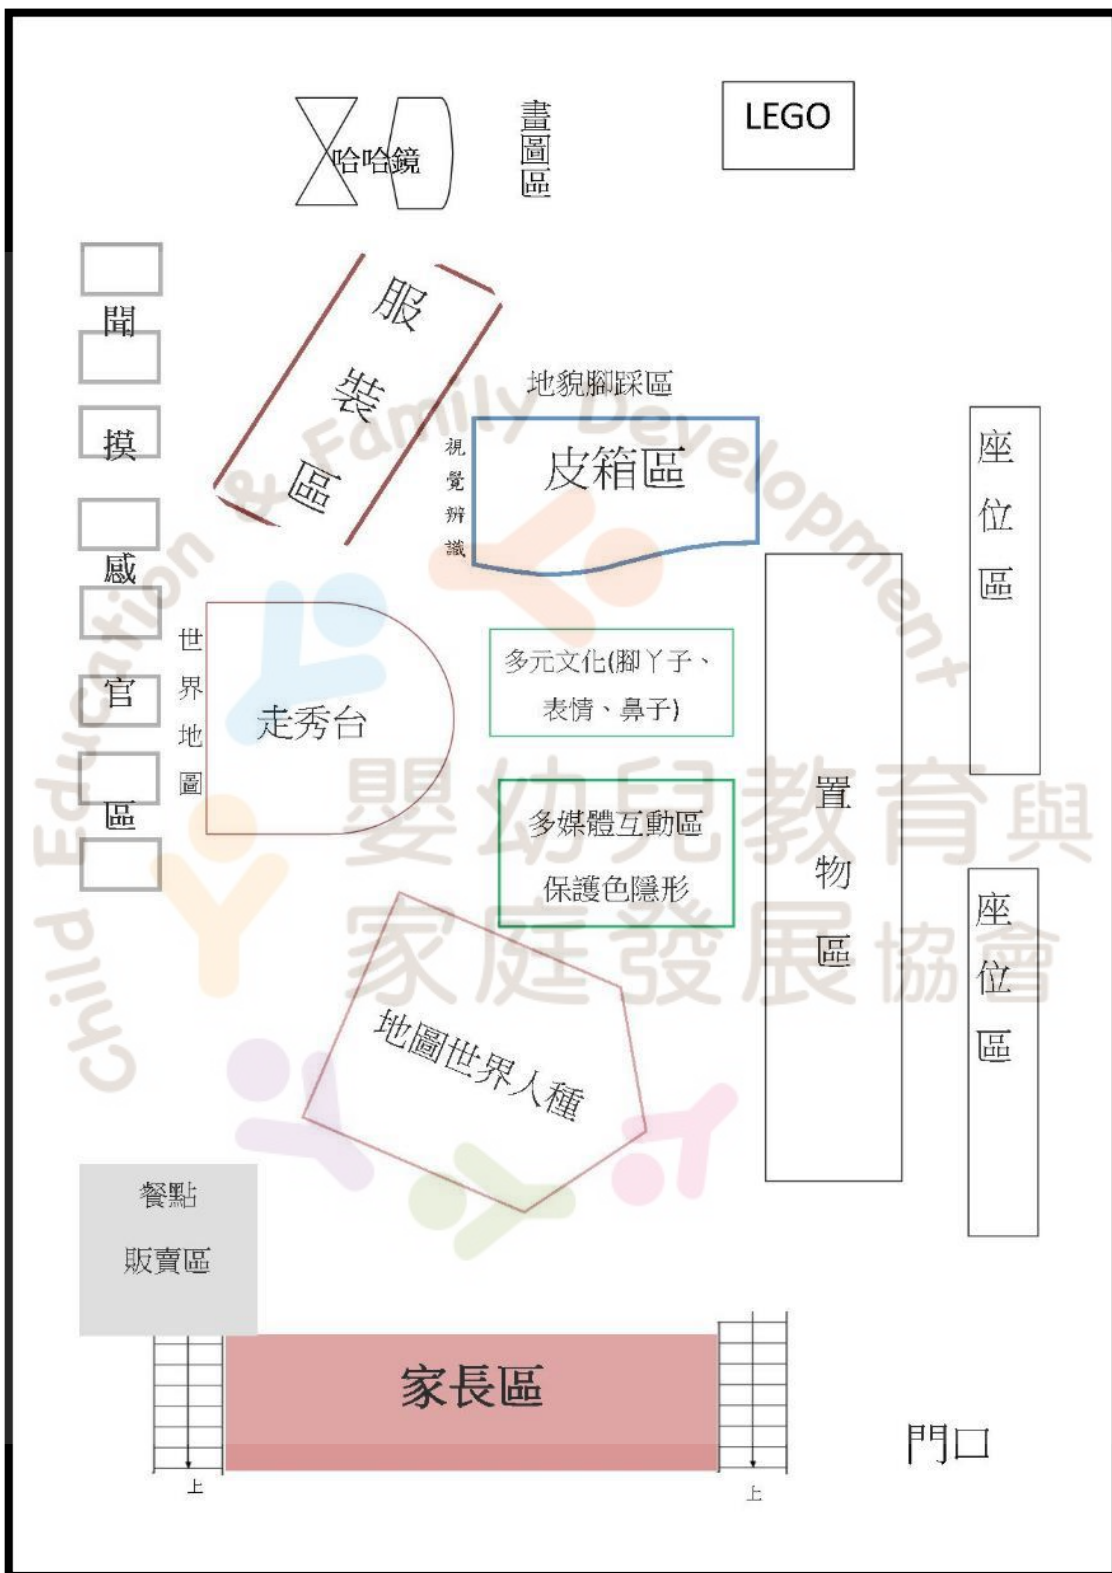 哈哈鏡
畫圖區
LEGO
聞摸感官區
服裝區
地貌腳踩區
視覺辨識
皮箱區
座位區
世界地圖
走秀台
多元文化(腳丫子、
表情、鼻子)
多媒體互動區
保護色隱形
置物區
座位區
地圖世界人種
餐點
販賣區
家長區
上
上
門口
Child Education & Family Development
嬰幼兒教育與
家庭發展協會